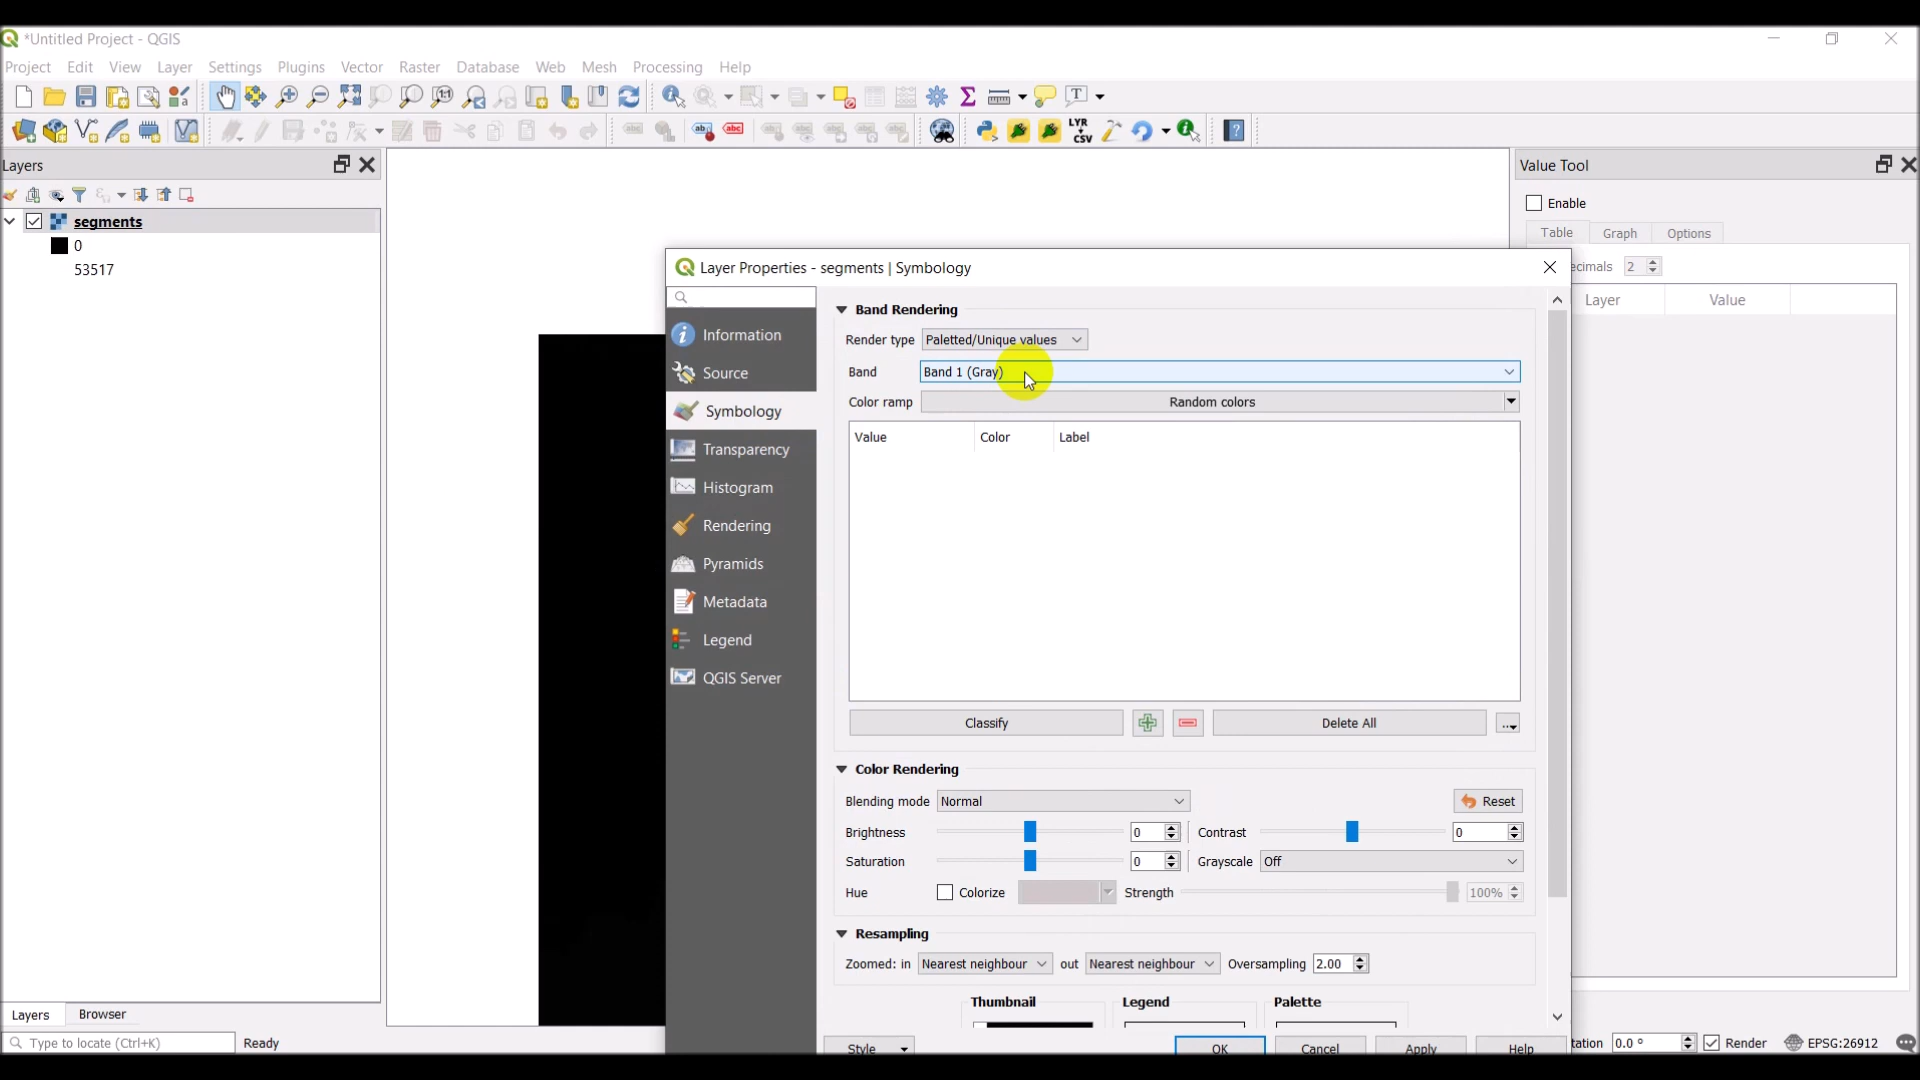 *Untitled Project - QGIS
Project Edit View Layer Settings Plugins Vector Raster Database Web Mesh Processing Help
Layers
segments
0
53517
Layers Browser
Type to locate (Ctrl+K) Ready
Layer Properties - segments | Symbology
Information
Source
Symbology
Transparency
Histogram
Rendering
Pyramids
Metadata
Legend
QGIS Server
Band Rendering
Render type Paletted/Unique values
Band Band 1 (Gray)
Color ramp Random colors
Value Color Label
Classify Delete All ...
Color Rendering
Blending mode Normal Reset
Brightness 0 Contrast 0
Saturation 0 Grayscale Off
Hue Colorize Strength 100%
Resampling
Zoomed: in Nearest neighbour out Nearest neighbour Oversampling 2.00
Thumbnail Legend Palette
Style OK Cancel Apply Help
Value Tool
Enable
Table Graph Options
ecimals 2
Layer Value
tation 0.0 ° Render EPSG:26912
1:1
T
abc abc
LYR
CSV
?